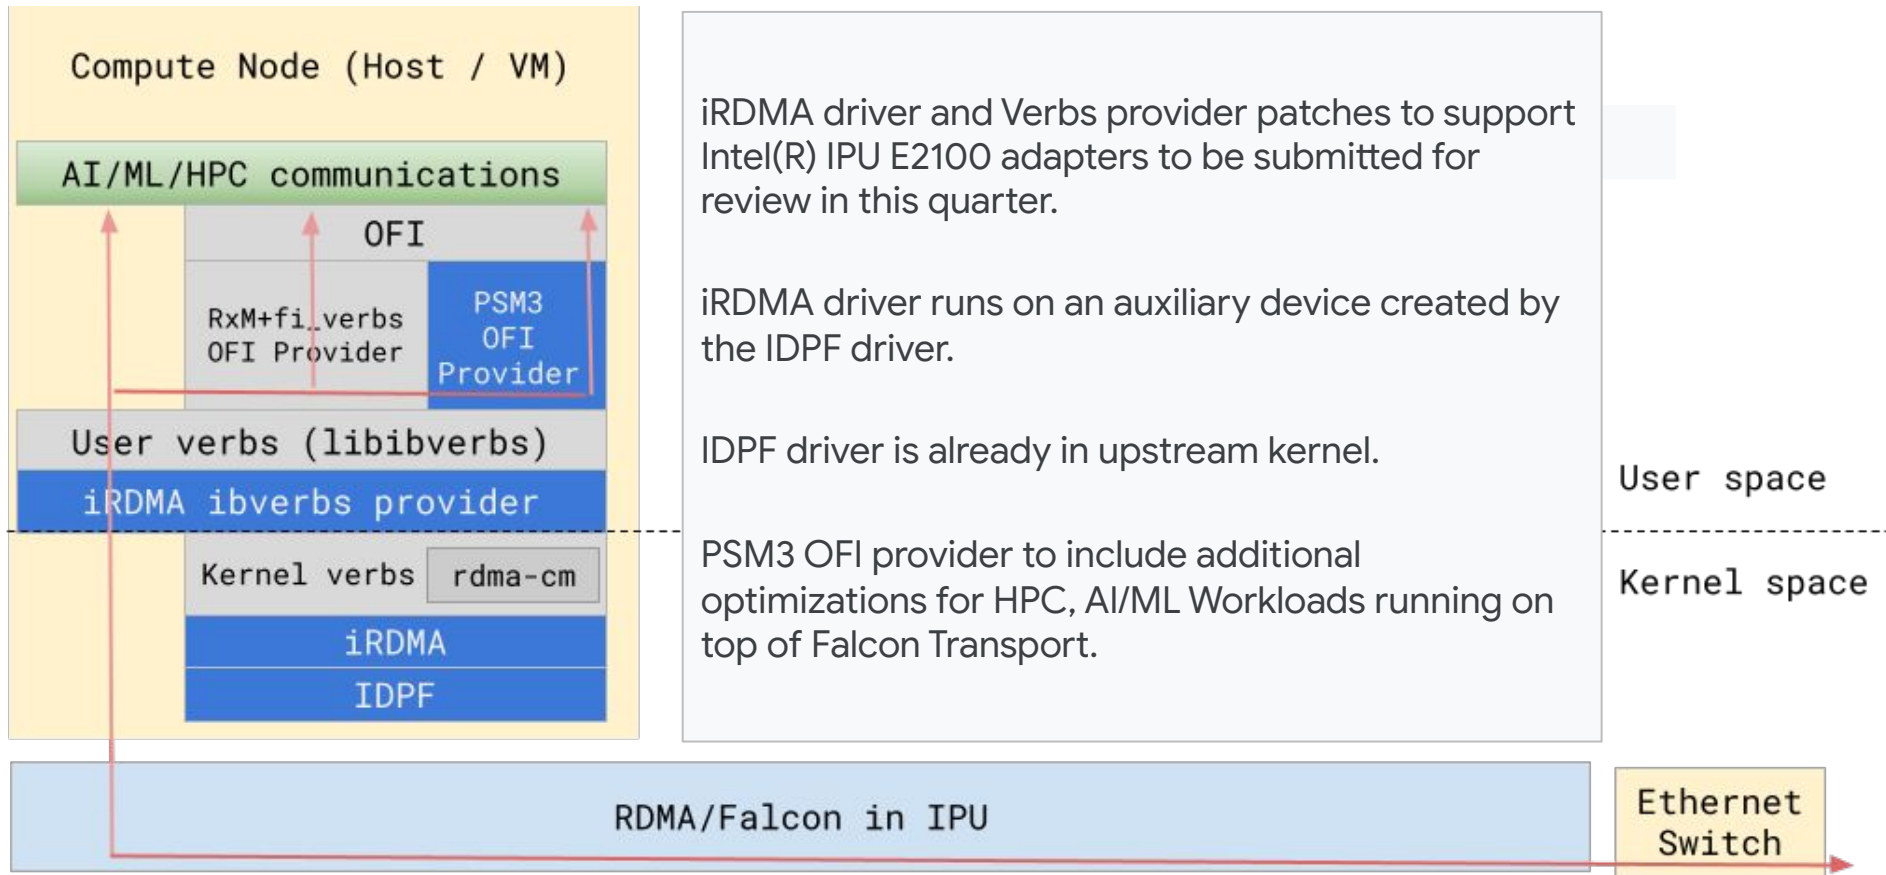 Compute Node (Host / VM)
AI/ML/HPC communications
OFI
RxM+fi_verbs
OFI Provider
PSM3
OFI
Provider
User verbs (libibverbs)
iRDMA ibverbs provider
Kernel verbs
rdma-cm
iRDMA
IDPF
iRDMA driver and Verbs provider patches to support
Intel(R) IPU E2100 adapters to be submitted for
review in this quarter.
iRDMA driver runs on an auxiliary device created by
the IDPF driver.
IDPF driver is already in upstream kernel.
PSM3 OFI provider to include additional
optimizations for HPC, AI/ML Workloads running on
top of Falcon Transport.
User space
Kernel space
RDMA/Falcon in IPU
Ethernet
Switch